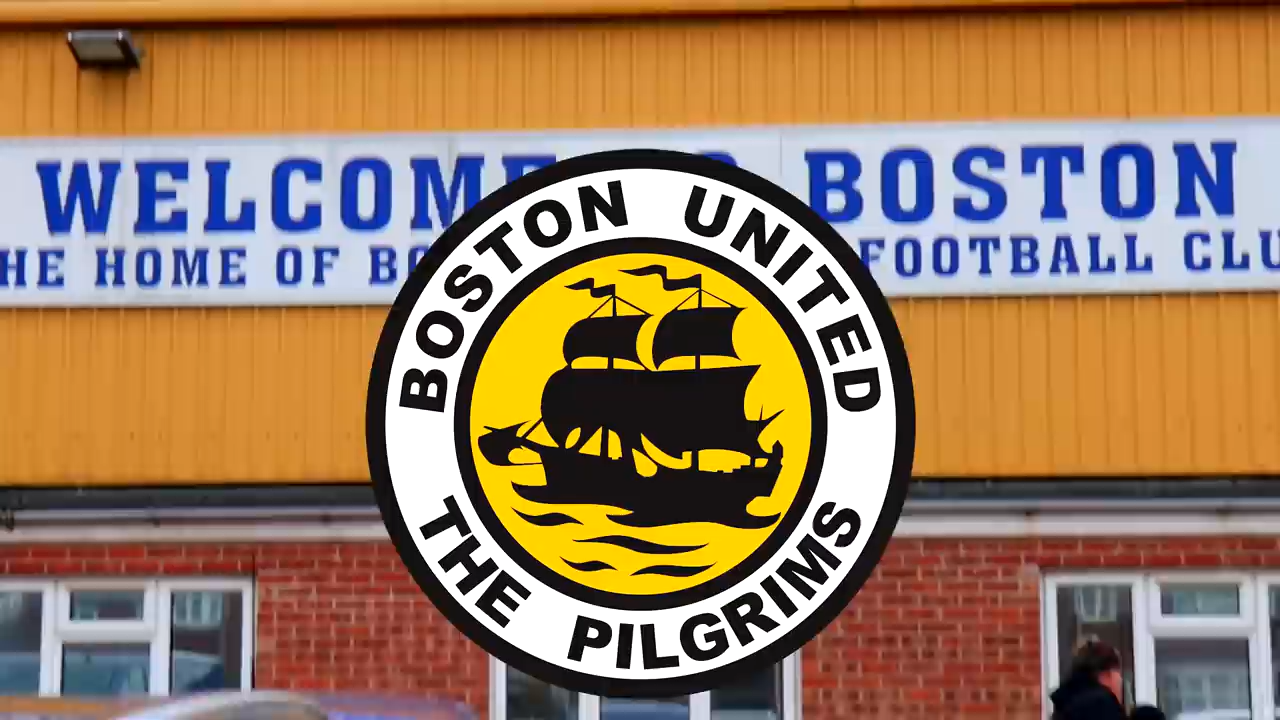 WELCOME BOSTON
HE HOME OF BO FOOTBALL CLU
BOSTON UNITED
THE PILGRIMS